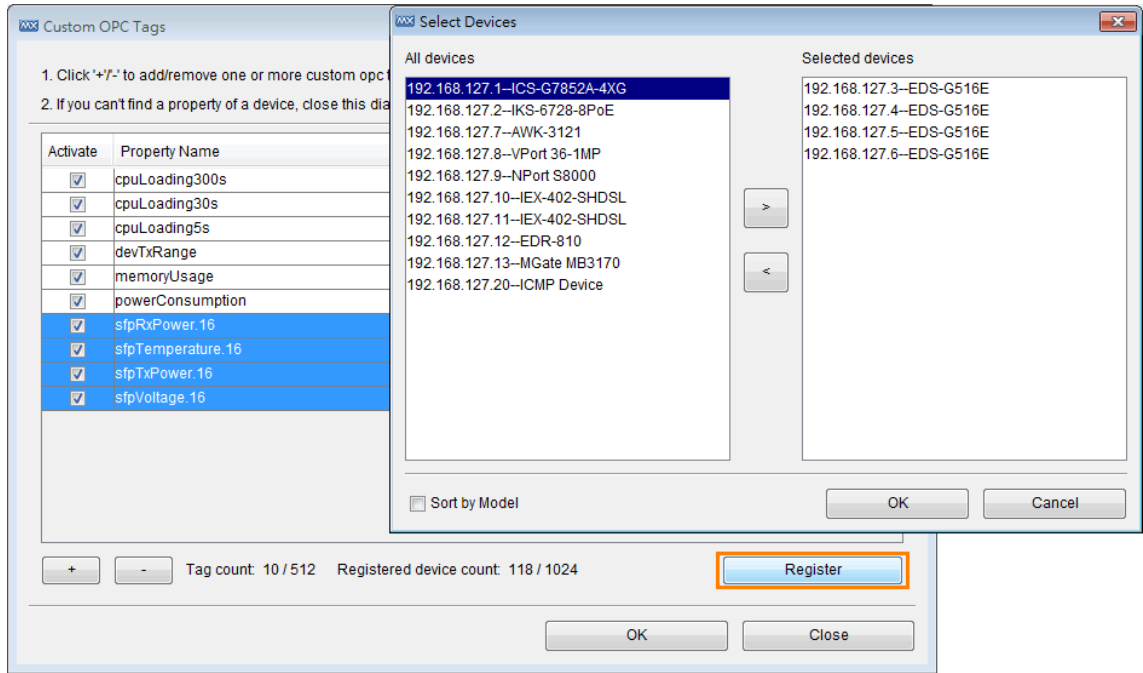 MXI Custom OPC Tags
1. Click '+'/'-' to add/remove one or more custom opc
2. If you can't find a property of a device, close this dia
Activate Property Name
cpuLoading300s
cpuLoading30s
cpuLoading5s
devTxRange
memoryUsage
powerConsumption
sfpRxPower.16
sfpTemperature.16
sfpTxPower.16
sfpVoltage.16
+ - Tag count: 10 / 512 Registered device count: 118 / 1024 Register
OK Close
Select Devices
All devices
192.168.127.1--ICS-G7852A-4XG
192.168.127.2--IKS-6728-8PoE
192.168.127.7--AWK-3121
192.168.127.8--VPort 36-1MP
192.168.127.9--NPort S8000
192.168.127.10--IEX-402-SHDSL
192.168.127.11--IEX-402-SHDSL
192.168.127.12--EDR-810
192.168.127.13--MGate MB3170
192.168.127.20--ICMP Device
>
<
Selected devices
192.168.127.3--EDS-G516E
192.168.127.4--EDS-G516E
192.168.127.5--EDS-G516E
192.168.127.6--EDS-G516E
Sort by Model
OK Cancel